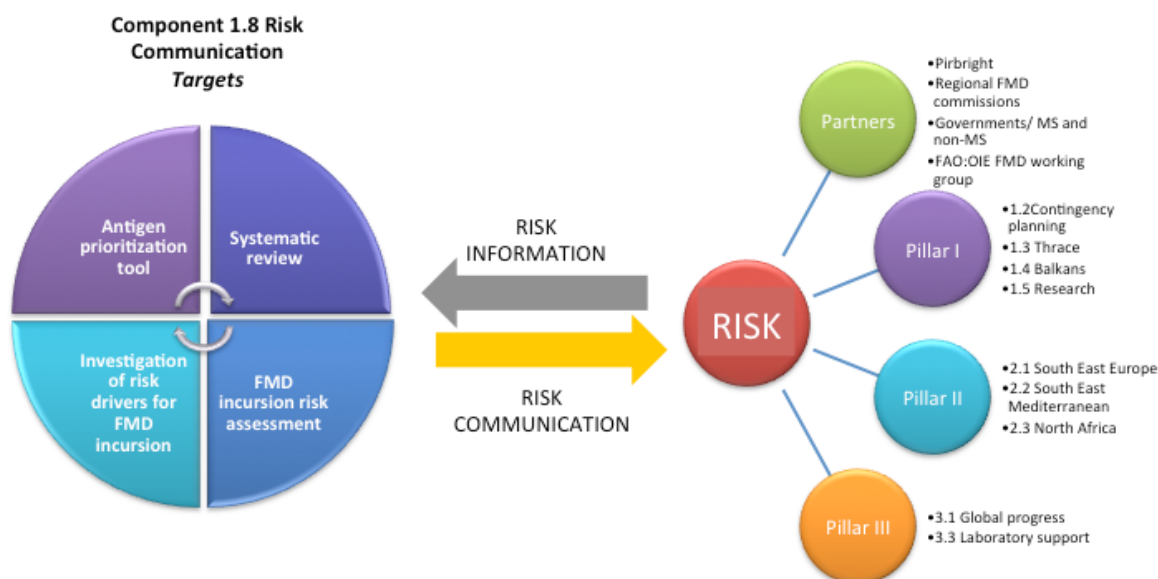 Component 1.8 Risk
Communication
Targets
Antigen
prioritization
tool
Systematic
review
Investigation
of risk
drivers for
FMD
incursion
FMD
incursion risk
assessment
RISK
INFORMATION
RISK
COMMUNICATION
RISK
Partners
•Pirbright
•Regional FMD
commissions
•Governments/ MS and
non-MS
•FAO:OIE FMD working
group
Pillar I
•1.2Contingency
planning
•1.3 Thrace
•1.4 Balkans
•1.5 Research
Pillar II
•2.1 South East Europe
•2.2 South East
Mediterranean
•2.3 North Africa
Pillar III
•3.1 Global progress
•3.3 Laboratory support